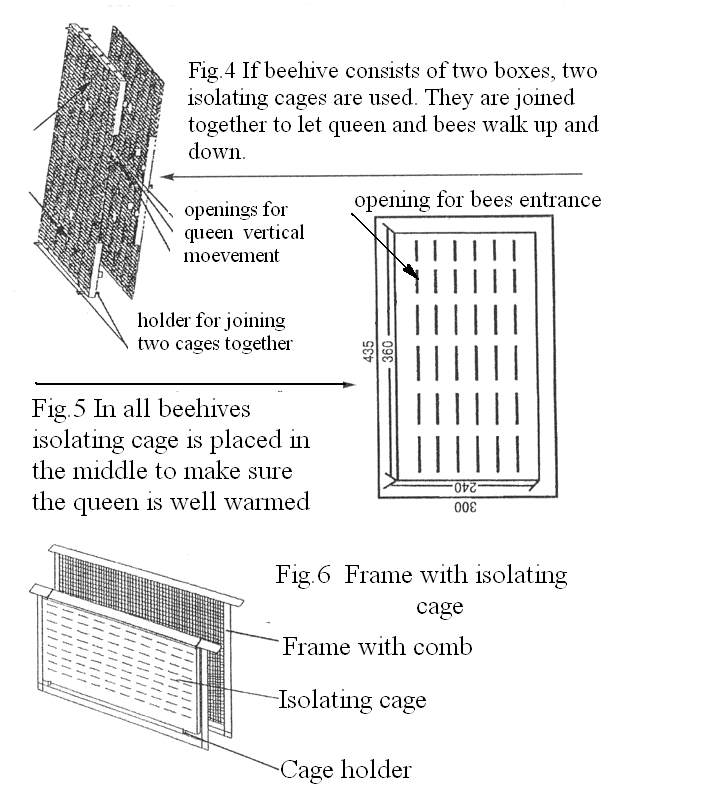 Fig.4 If beehive consists of two boxes, two
isolating cages are used. They are joined
together to let queen and bees walk up and
down.
openings for
queen vertical
moevement
holder for joining
two cages together
opening for bees entrance
435
360
240
300
Fig.5 In all beehives
isolating cage is placed in
the middle to make sure
the queen is well warmed
Fig.6 Frame with isolating
cage
Frame with comb
Isolating cage
Cage holder